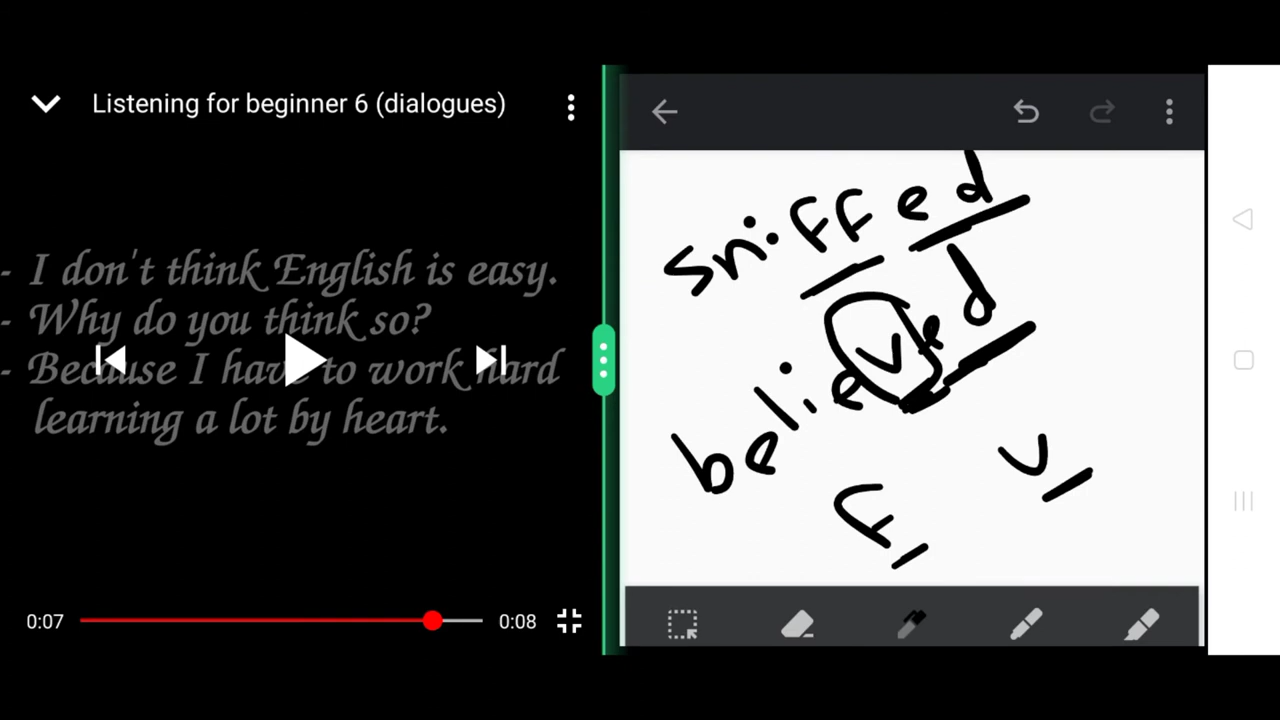 Listening for beginner 6 (dialogues)
- I don't think English is easy.
- Why do you think so?
- Because I have to work hard
learning a lot by heart.
0:07
0:08
sniffed
believed
F
v